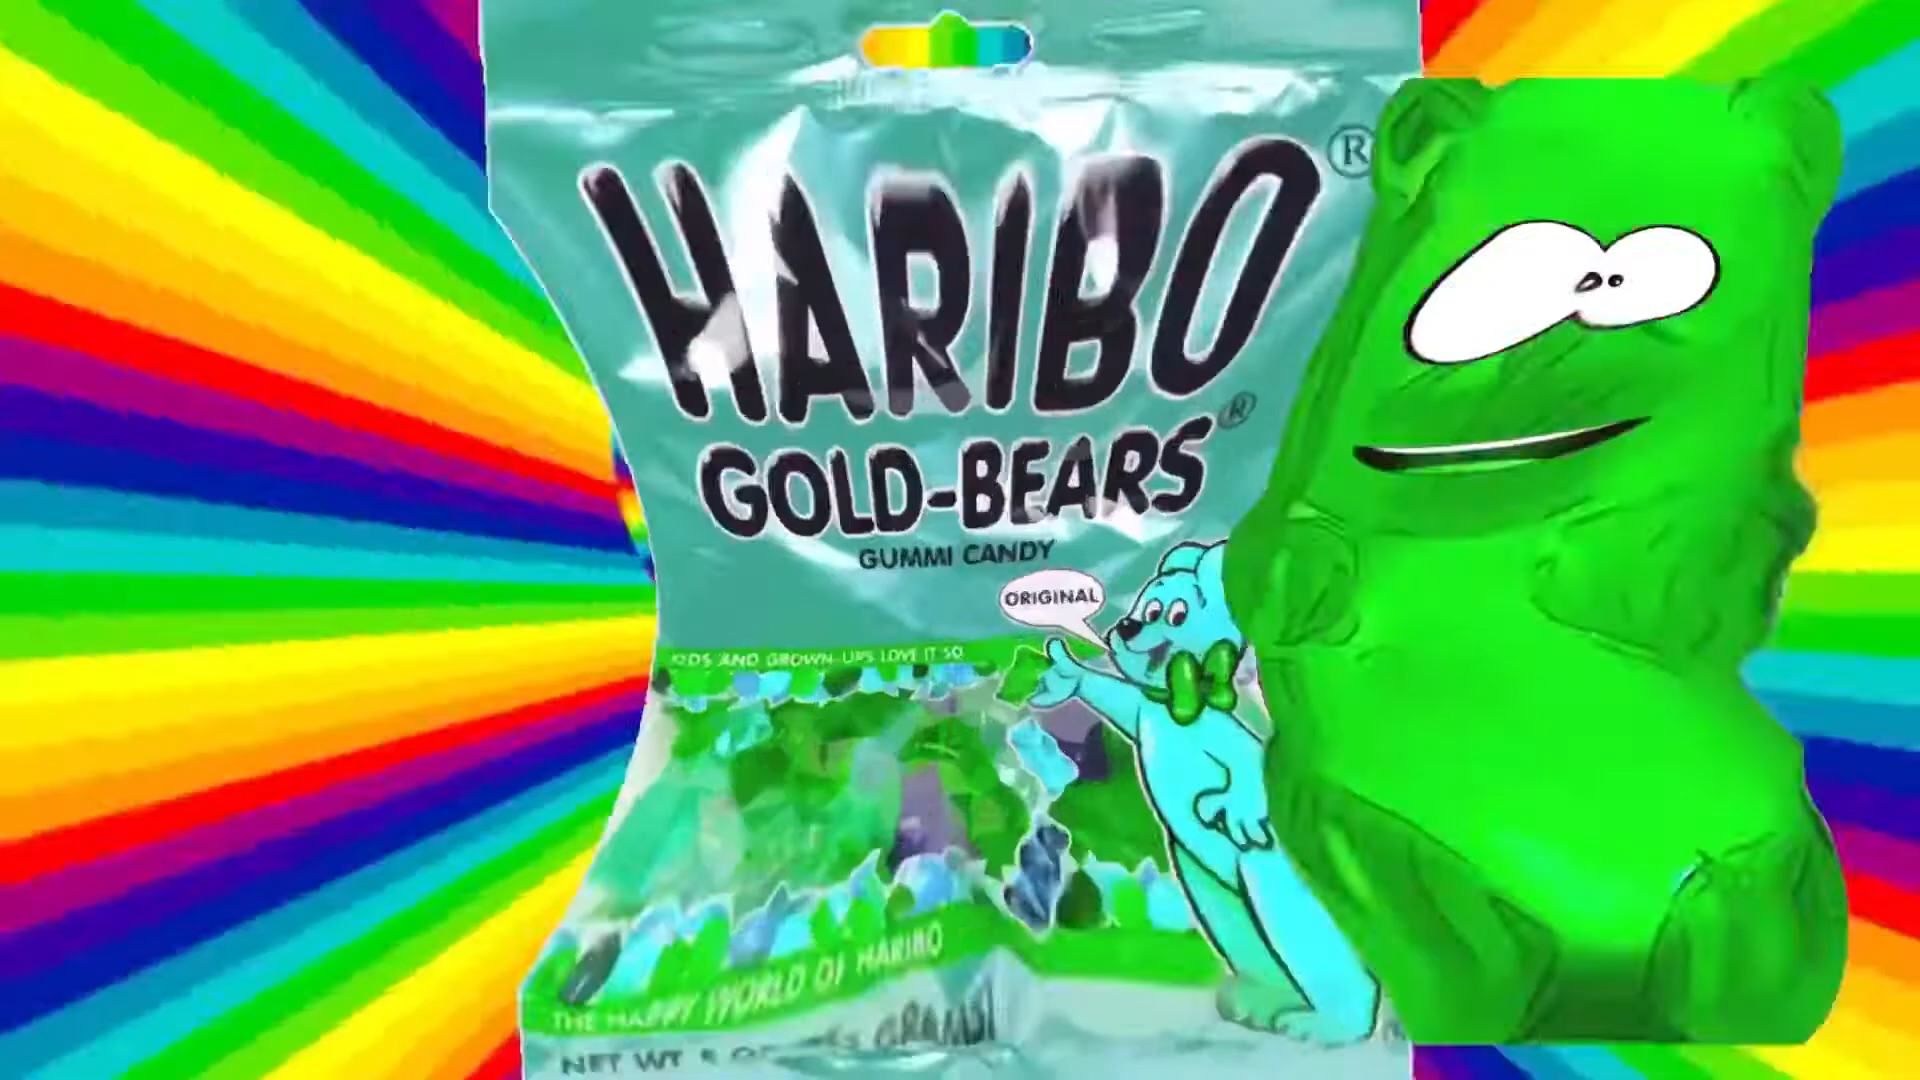 HARIBO®
GOLD-BEARS®
GUMMI CANDY
ORIGINAL
KIDS AND GROWN-UPS LOVE IT SO
THE HAPPY WORLD OF HARIBO
NET WT 5